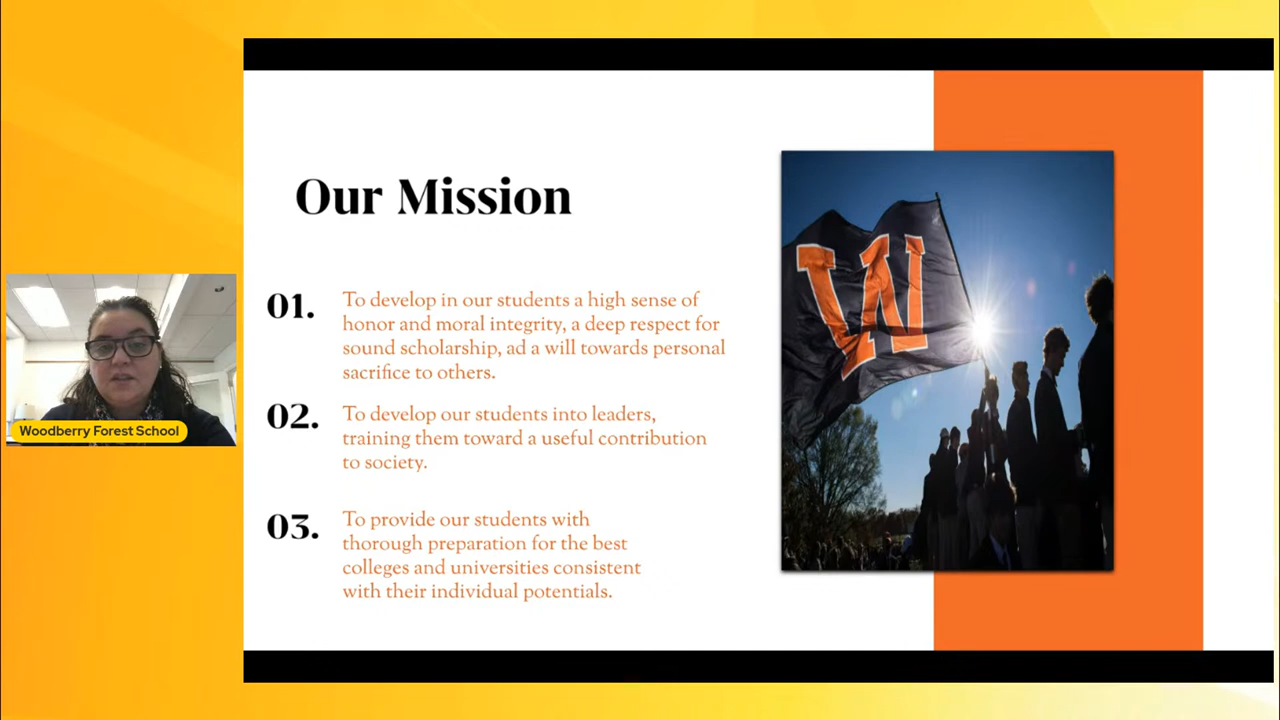 Our Mission
01.
To develop in our students a high sense of
honor and moral integrity, a deep respect for
sound scholarship, ad a will towards personal
sacrifice to others.
02.
To develop our students into leaders,
training them toward a useful contribution
to society.
03.
To provide our students with
thorough preparation for the best
colleges and universities consistent
with their individual potentials.
W
Woodberry Forest School